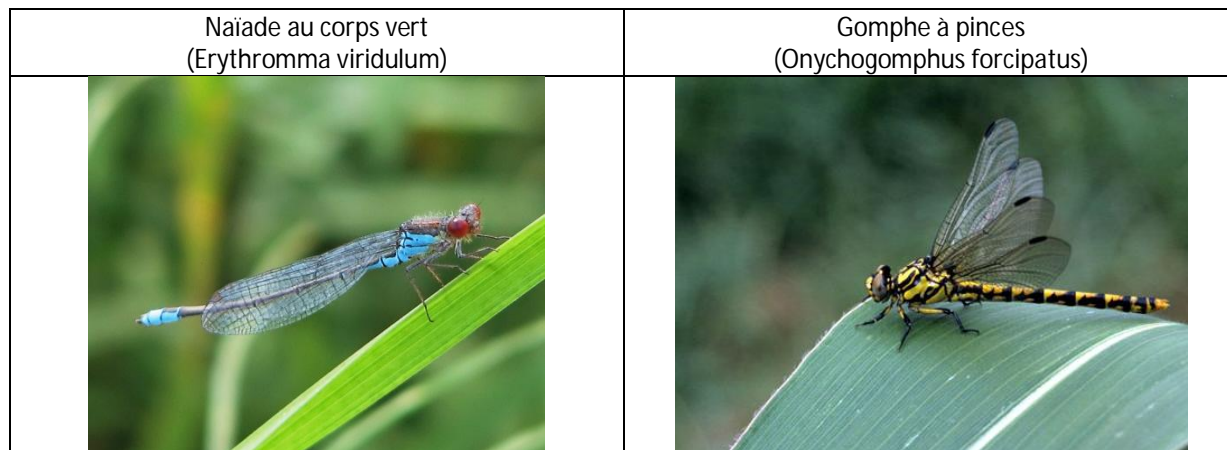 Naïade au corps vert
(Erythromma viridulum)
Gomphe à pinces
(Onychogomphus forcipatus)